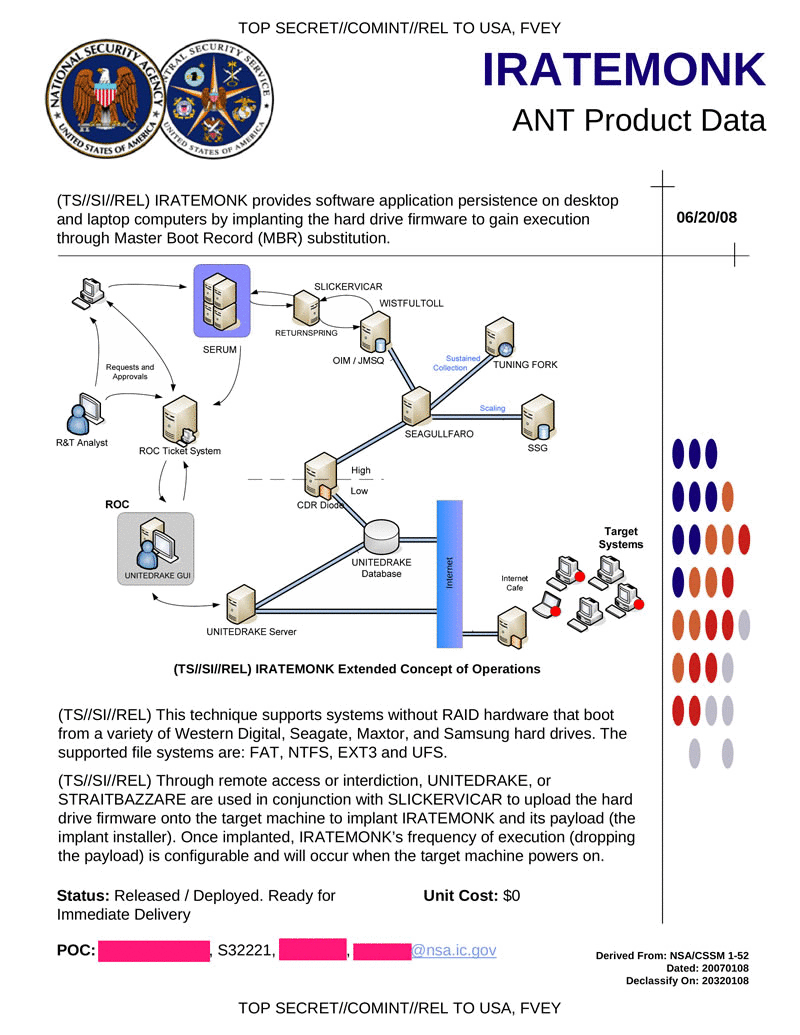 TOP SECRET//COMINT//REL TO USA, FVEY
NATIONAL SECURITY AGENCY
UNITED STATES OF AMERICA
TRAL SECURITY SERVICE
UNITED STATES OF AMERICA
IRATEMONK
ANT Product Data
(TS//SI//REL) IRATEMONK provides software application persistence on desktop
and laptop computers by implanting the hard drive firmware to gain execution
through Master Boot Record (MBR) substitution.
06/20/08
SLICKERVICAR
WISTFULTOLL
RETURNSPRING
SERUM
OIM / JMSQ
Sustained
Collection
TUNING FORK
Requests and
Approvals
Scaling
R&T Analyst
ROC Ticket System
SEAGULLFARO
SSG
High
Low
CDR Diode
ROC
UNITEDRAKE GUI
UNITEDRAKE
Database
Internet
Target
Systems
Internet
Cafe
UNITEDRAKE Server
(TS//SI//REL) IRATEMONK Extended Concept of Operations
(TS//SI//REL) This technique supports systems without RAID hardware that boot
from a variety of Western Digital, Seagate, Maxtor, and Samsung hard drives. The
supported file systems are: FAT, NTFS, EXT3 and UFS.
(TS//SI//REL) Through remote access or interdiction, UNITEDRAKE, or
STRAITBAZZARE are used in conjunction with SLICKERVICAR to upload the hard
drive firmware onto the target machine to implant IRATEMONK and its payload (the
implant installer). Once implanted, IRATEMONK's frequency of execution (dropping
the payload) is configurable and will occur when the target machine powers on.
Status: Released / Deployed. Ready for
Immediate Delivery
Unit Cost: $0
POC: , S32221, , @nsa.ic.gov
Derived From: NSA/CSSM 1-52
Dated: 20070108
Declassify On: 20320108
TOP SECRET//COMINT//REL TO USA, FVEY